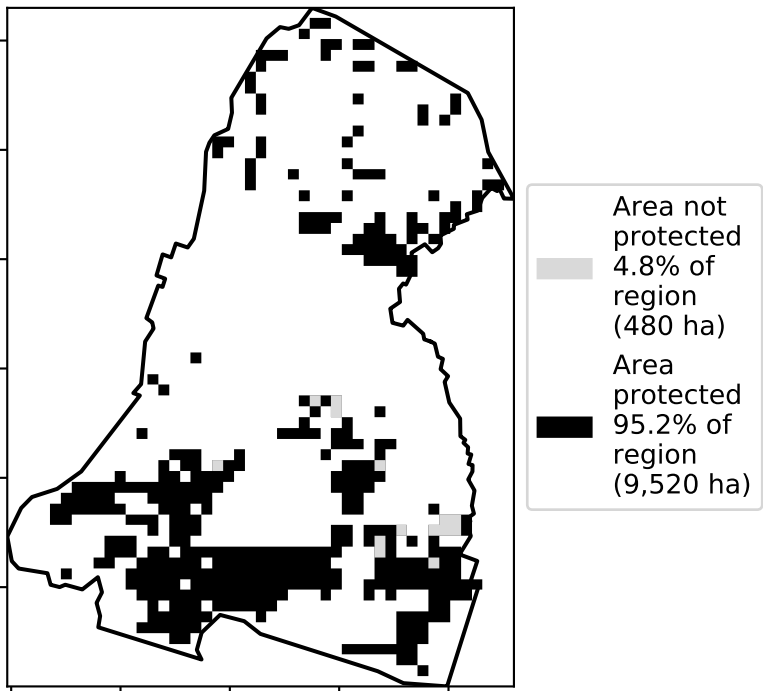 Area not
protected
4.8% of
region
(480 ha)
Area
protected
95.2% of
region
(9,520 ha)